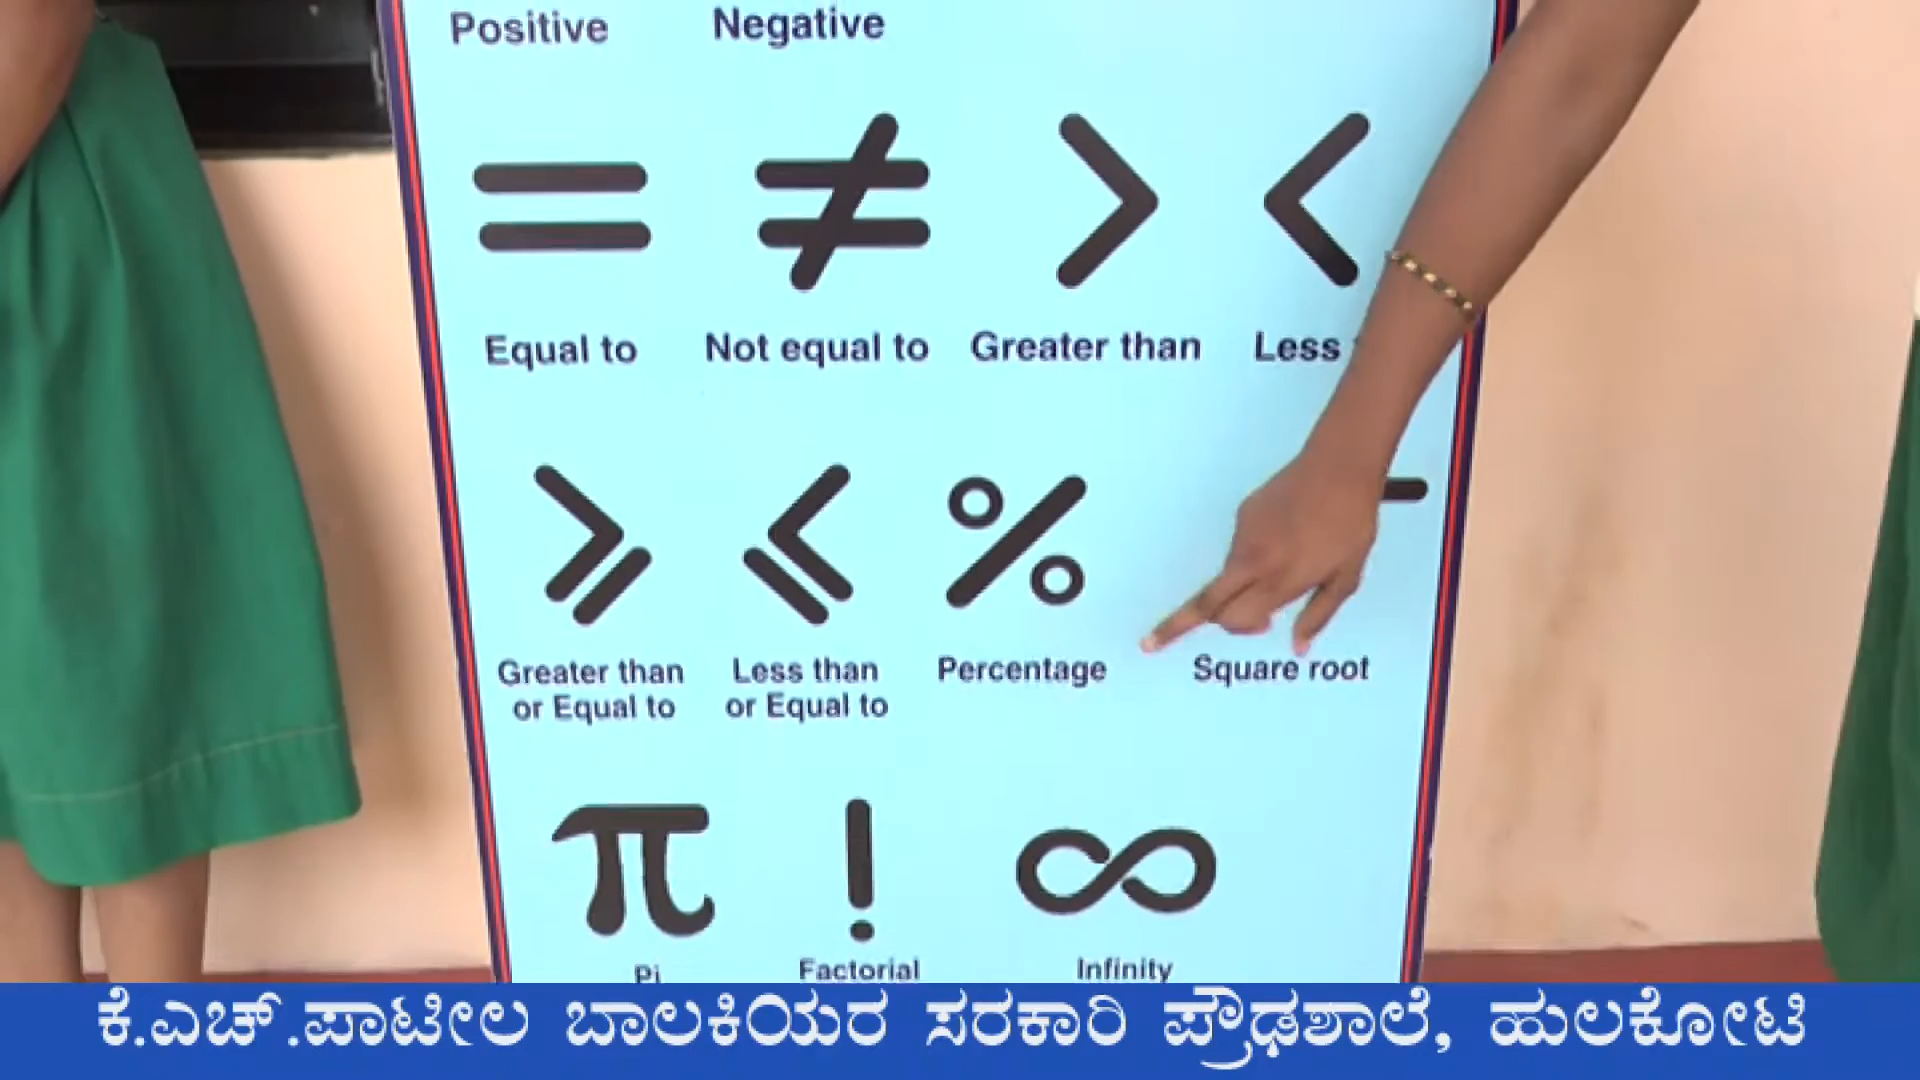 Positive Negative
= ≠ > <
Equal to Not equal to Greater than Less
⩾ ⩽ %
Greater than or Equal to
Less than or Equal to
Percentage
Square root
π ! ∞
Pi Factorial Infinity
ಕೆ.ಎಚ್.ಪಾಟೀಲ ಬಾಲಕಿಯರ ಸರಕಾರಿ ಪ್ರೌಢಶಾಲೆ, ಹುಲಕೋಟಿ